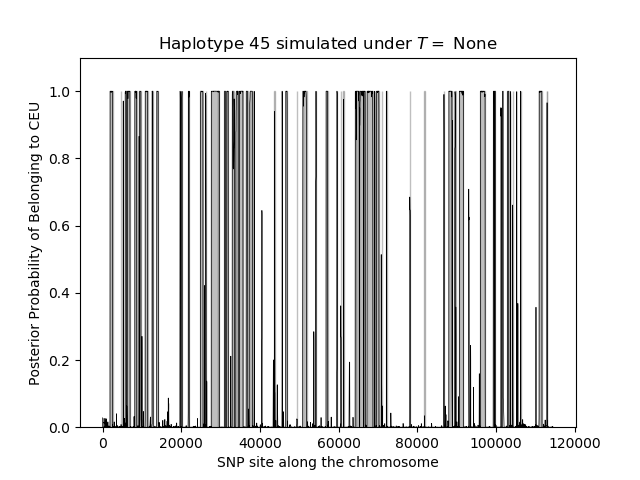 Haplotype 45 simulated under T = None
Posterior Probability of Belonging to CEU
1.0
0.8
0.6
0.4
0.2
0.0
0 20000 40000 60000 80000 100000 120000
SNP site along the chromosome